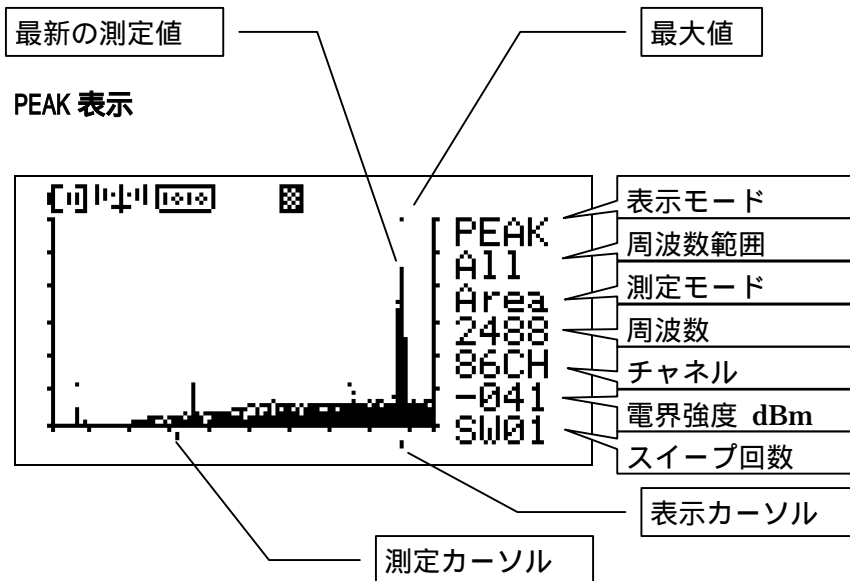 最新の測定値
最大値
PEAK 表示
PEAK
All
Area
2488
86CH
-041
SW01
表示モード
周波数範囲
測定モード
周波数
チャネル
電界強度 dBm
スイープ回数
表示カーソル
測定カーソル